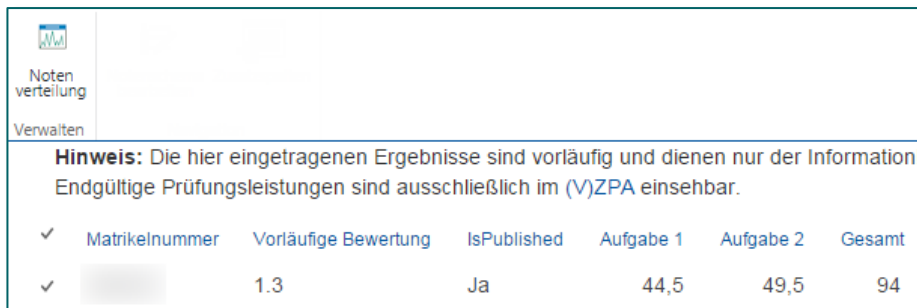 Noten
verteilung
Verwalten
Hinweis: Die hier eingetragenen Ergebnisse sind vorläufig und dienen nur der Information
Endgültige Prüfungsleistungen sind ausschließlich im (V)ZPA einsehbar.
Matrikelnummer Vorläufige Bewertung IsPublished Aufgabe 1 Aufgabe 2 Gesamt
1.3 Ja 44,5 49,5 94